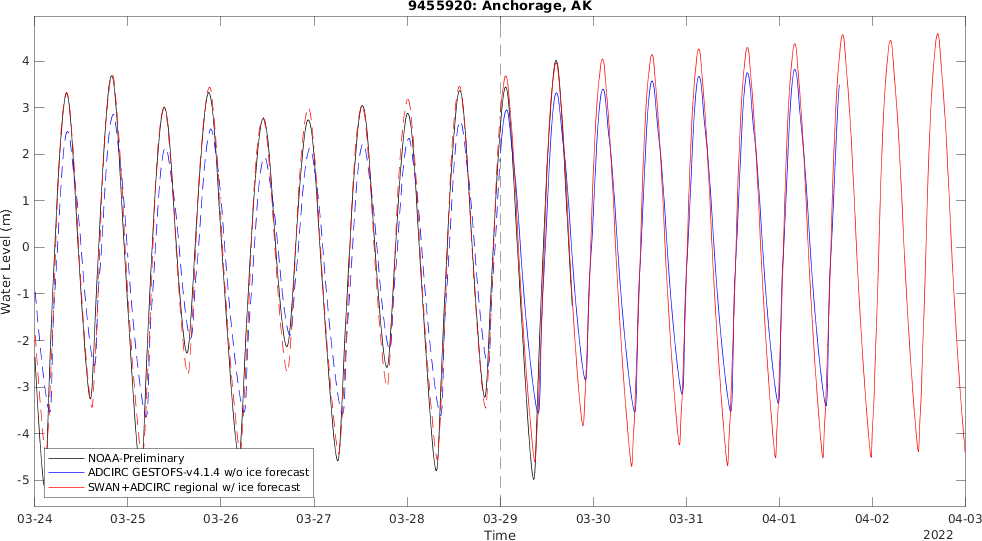 9455920: Anchorage, AK
4
3
2
1
0
-1
-2
-3
-4
-5
Water Level (m)
NOAA-Preliminary
ADCIRC GESTOFS-v4.1.4 w/o ice forecast
SWAN+ADCIRC regional w/ ice forecast
03-24 03-25 03-26 03-27 03-28 03-29 03-30 03-31 04-01 04-02 04-03
Time
2022